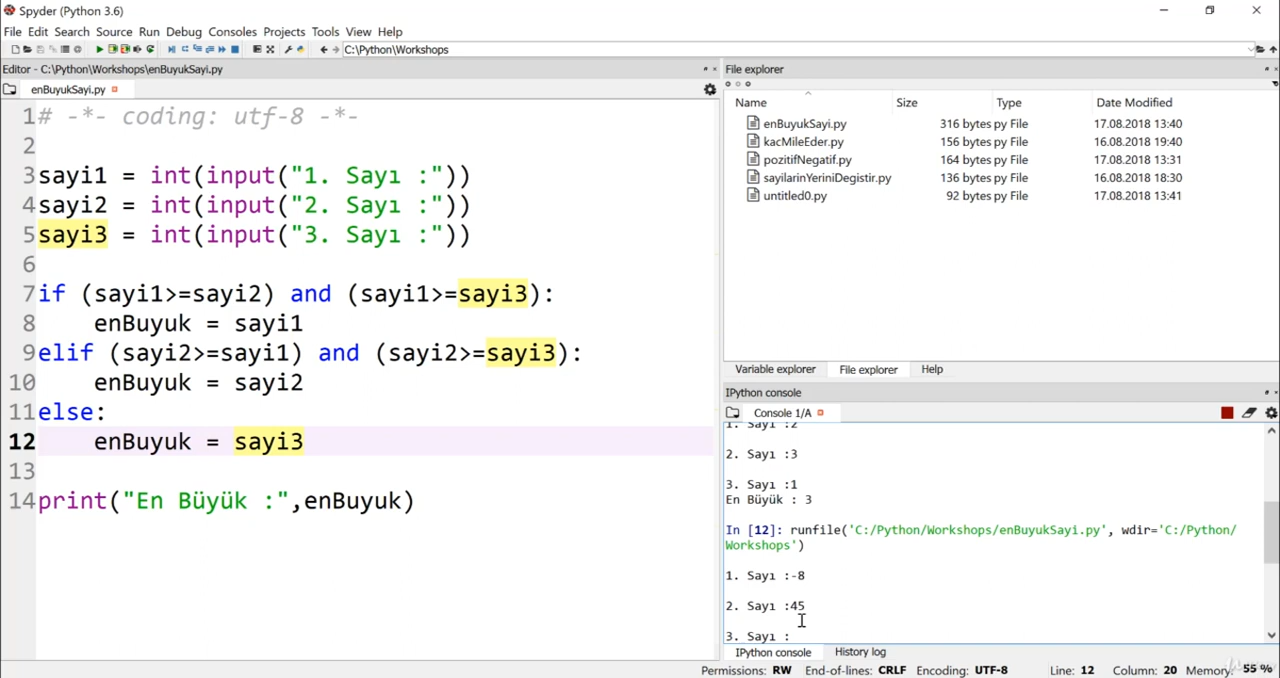 Spyder (Python 3.6)
File Edit Search Source Run Debug Consoles Projects Tools View Help
C:\Python\Workshops
Editor - C:\Python\Workshops\enBuyukSayi.py
enBuyukSayi.py
1# -*- coding: utf-8 -*-
2
3sayi1 = int(input("1. Sayı :"))
4sayi2 = int(input("2. Sayı :"))
5sayi3 = int(input("3. Sayı :"))
6
7if (sayi1>=sayi2) and (sayi1>=sayi3):
8    enBuyuk = sayi1
9elif (sayi2>=sayi1) and (sayi2>=sayi3):
10    enBuyuk = sayi2
11else:
12    enBuyuk = sayi3
13
14print("En Büyük :",enBuyuk)
File explorer
Name Size Type Date Modified
enBuyukSayi.py 316 bytes py File 17.08.2018 13:40
kacMileEder.py 156 bytes py File 16.08.2018 19:40
pozitifNegatif.py 164 bytes py File 17.08.2018 13:31
sayilarinYeriniDegistir.py 136 bytes py File 16.08.2018 18:30
untitled0.py 92 bytes py File 17.08.2018 13:41
Variable explorer File explorer Help
IPython console
Console 1/A
1. Sayı :2
2. Sayı :3
3. Sayı :1
En Büyük : 3
In [12]: runfile('C:/Python/Workshops/enBuyukSayi.py', wdir='C:/Python/
Workshops')
1. Sayı :-8
2. Sayı :45
3. Sayı :
IPython console History log
Permissions: RW End-of-lines: CRLF Encoding: UTF-8 Line: 12 Column: 20 Memory: 55 %